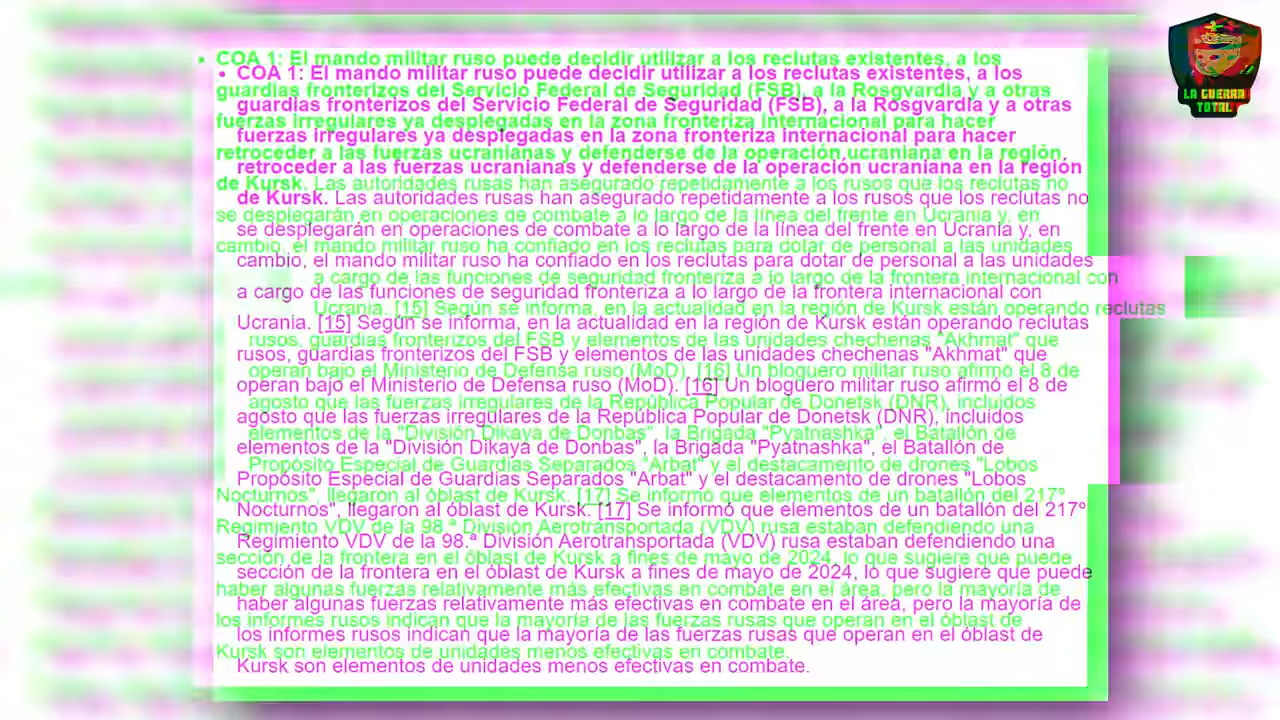 • COA 1: El mando militar ruso puede decidir utilizar a los reclutas existentes, a los
guardias fronterizos del Servicio Federal de Seguridad (FSB), a la Rosgvardia y a otras
fuerzas irregulares ya desplegadas en la zona fronteriza internacional para hacer
retroceder a las fuerzas ucranianas y defenderse de la operación ucraniana en la región
de Kursk. Las autoridades rusas han asegurado repetidamente a los rusos que los reclutas no
se desplegarán en operaciones de combate a lo largo de la línea del frente en Ucrania y, en
cambio, el mando militar ruso ha confiado en los reclutas para dotar de personal a las unidades
a cargo de las funciones de seguridad fronteriza a lo largo de la frontera internacional con
Ucrania. [15] Según se informa, en la actualidad en la región de Kursk están operando reclutas
rusos, guardias fronterizos del FSB y elementos de las unidades chechenas "Akhmat" que
operan bajo el Ministerio de Defensa ruso (MoD). [16] Un bloguero militar ruso afirmó el 8 de
agosto que las fuerzas irregulares de la República Popular de Donetsk (DNR), incluidos
elementos de la "División Dikaya de Donbas", la Brigada "Pyatnashka", el Batallón de
Propósito Especial de Guardias Separados "Arbat" y el destacamento de drones "Lobos
Nocturnos", llegaron al óblast de Kursk. [17] Se informó que elementos de un batallón del 217º
Regimiento VDV de la 98.ª División Aerotransportada (VDV) rusa estaban defendiendo una
sección de la frontera en el óblast de Kursk a fines de mayo de 2024, lo que sugiere que puede
haber algunas fuerzas relativamente más efectivas en combate en el área, pero la mayoría de
los informes rusos indican que la mayoría de las fuerzas rusas que operan en el óblast de
Kursk son elementos de unidades menos efectivas en combate.
LA GUERRA
TOTAL